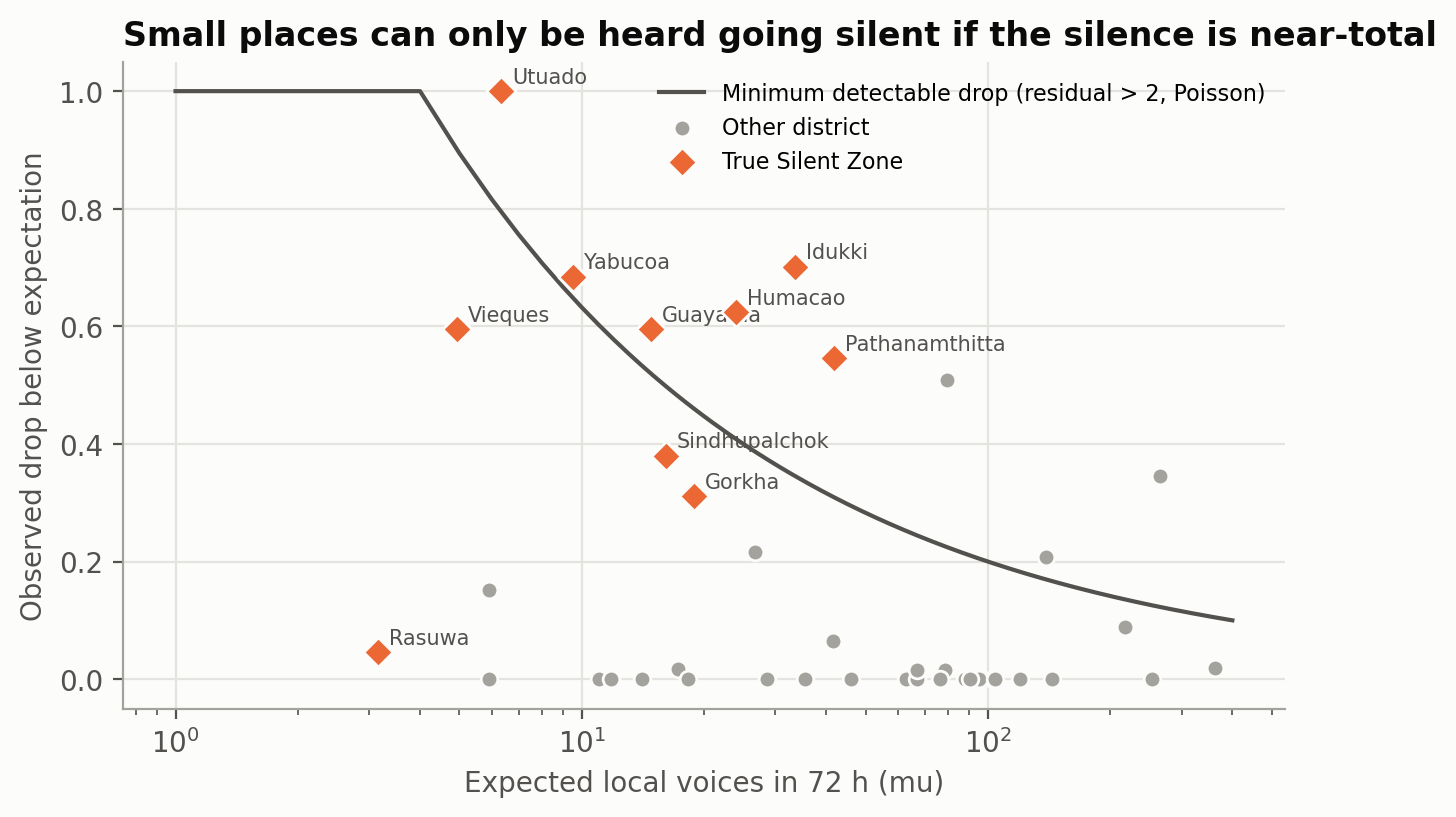 Small places can only be heard going silent if the silence is near-total
Observed drop below expectation
1.0
0.8
0.6
0.4
0.2
0.0
Minimum detectable drop (residual > 2, Poisson)
Other district
True Silent Zone
Utuado
Idukki
Yabucoa
Humacao
Vieques
Guayama
Pathanamthitta
Sindhupalchok
Gorkha
Rasuwa
10⁰
10¹
10²
Expected local voices in 72 h (mu)